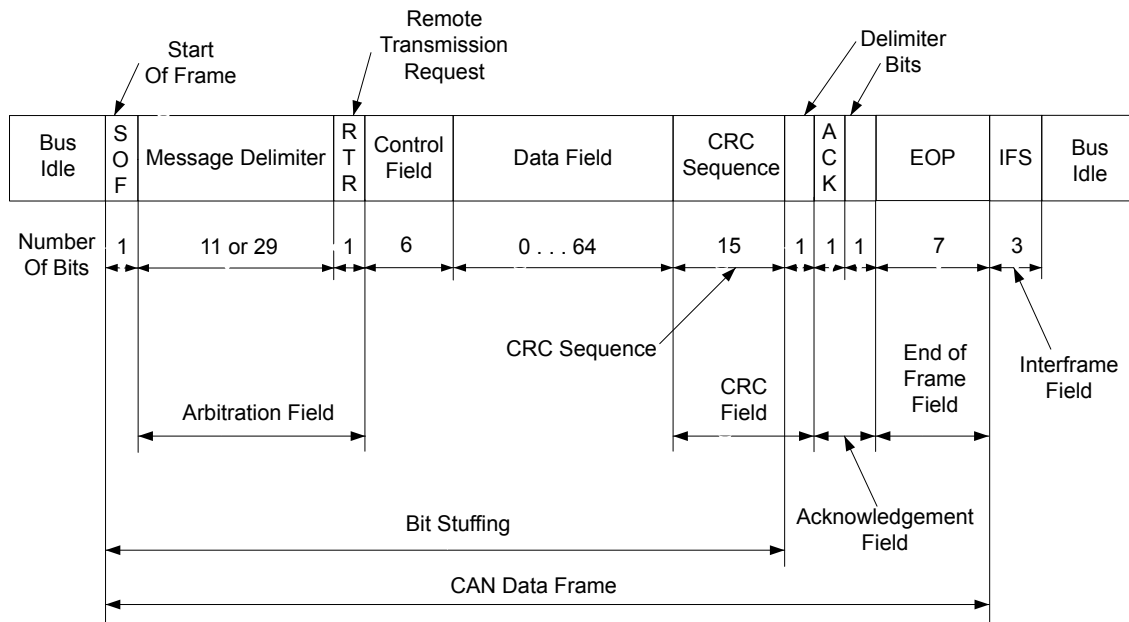 Start
Of Frame
Remote
Transmission
Request
Delimiter
Bits
Bus
Idle
S
O
F
Message Delimiter
R
T
R
Control
Field
Data Field
CRC
Sequence
A
C
K
EOP
IFS
Bus
Idle
Number
Of Bits
1
11 or 29
1
6
0 . . . 64
15
1
1
1
7
3
CRC Sequence
Arbitration Field
CRC
Field
End of
Frame
Field
Interframe
Field
Bit Stuffing
Acknowledgement
Field
CAN Data Frame